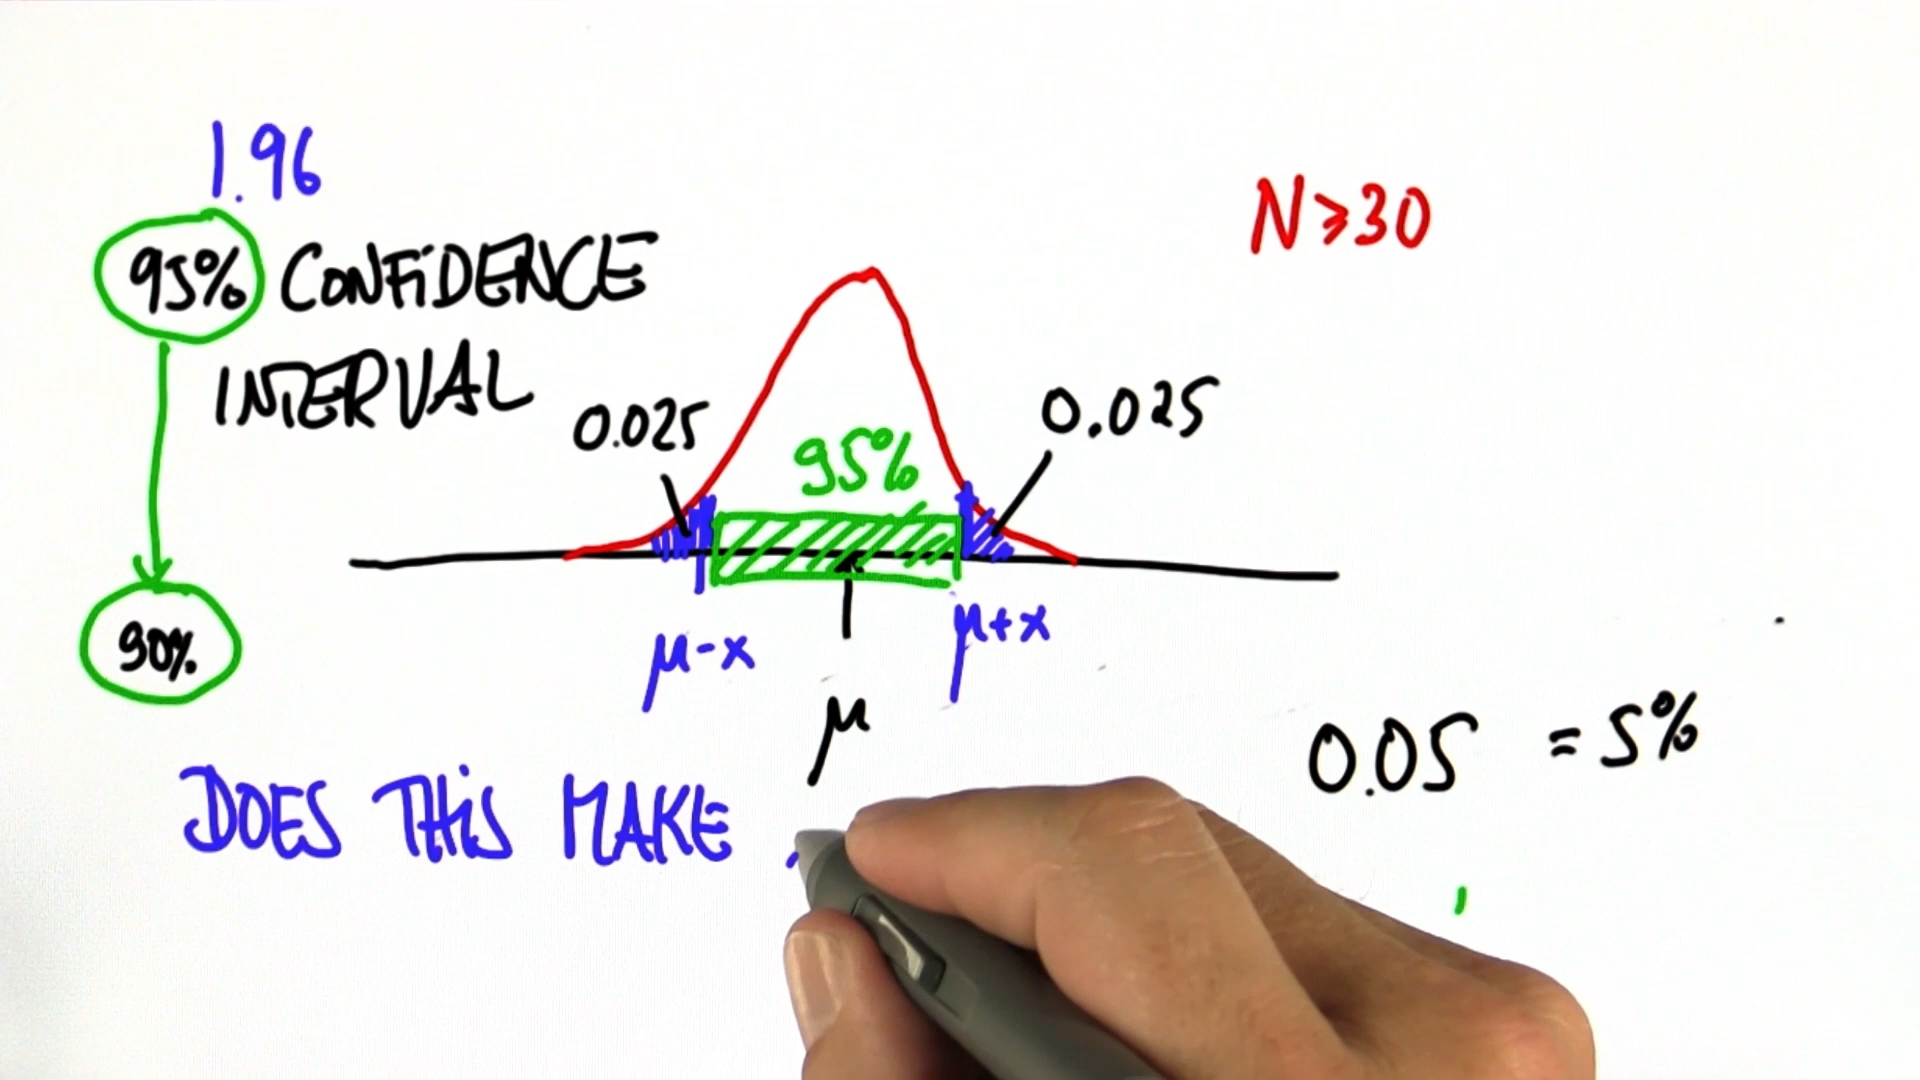 1.96
95% CONFIDENCE
INTERVAL
N≥30
0.025
0.025
95%
μ-x
μ+x
μ
90%
0.05 = 5%
DOES THIS MAKE